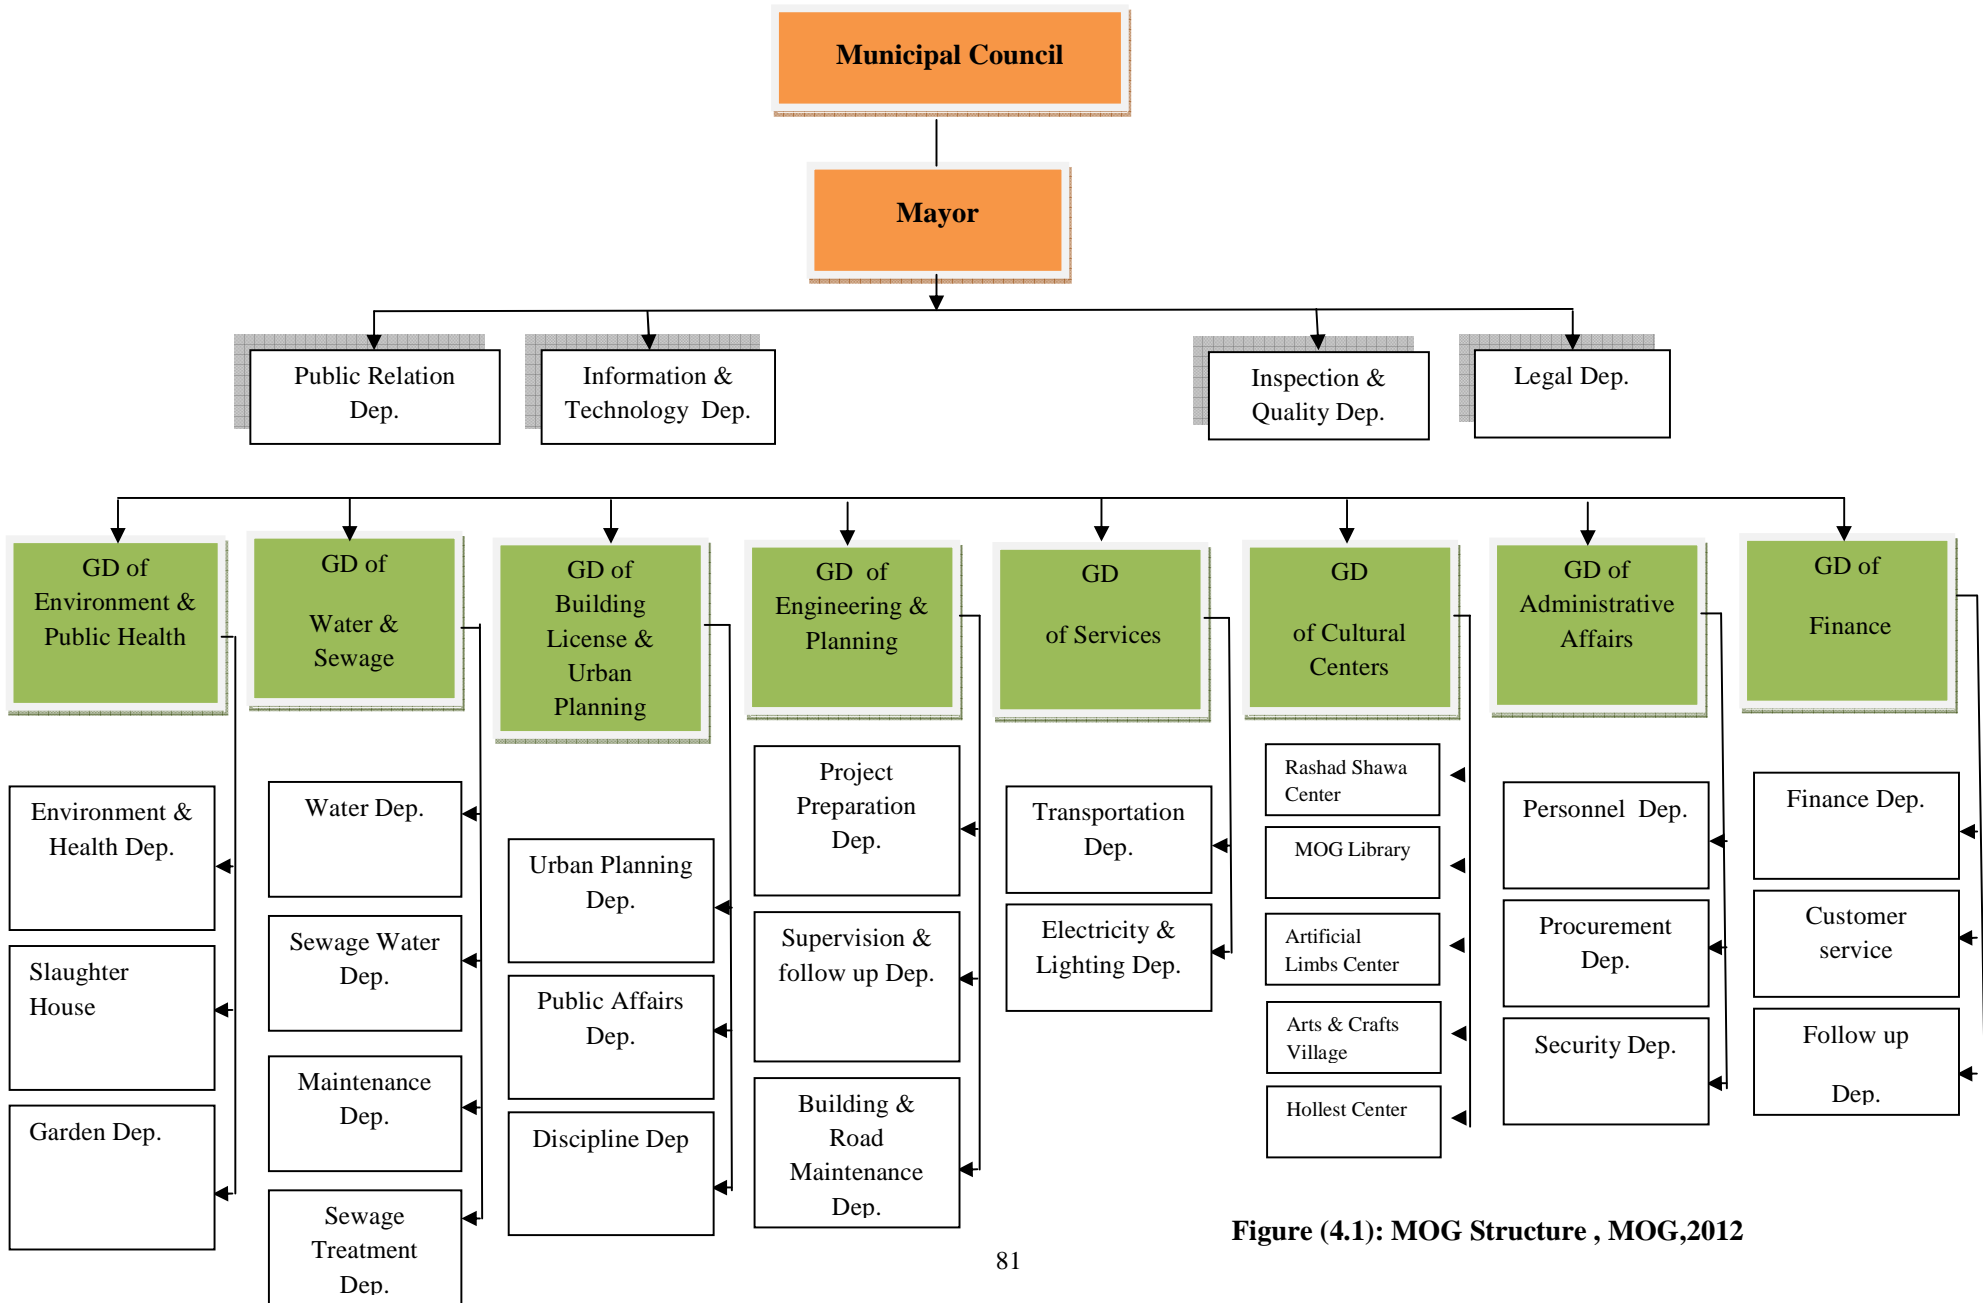 Municipal Council
Mayor
Public Relation
Dep.
Information &
Technology Dep.
Inspection &
Quality Dep.
Legal Dep.
GD of
Environment &
Public Health
GD of
Water &
Sewage
GD of
Building
License &
Urban
Planning
GD of
Engineering &
Planning
GD
of Services
GD
of Cultural
Centers
GD of
Administrative
Affairs
GD of
Finance
Environment &
Health Dep.
Slaughter
House
Garden Dep.
Water Dep.
Sewage Water
Dep.
Maintenance
Dep.
Sewage
Treatment
Dep.
Urban Planning
Dep.
Public Affairs
Dep.
Discipline Dep
Project
Preparation
Dep.
Supervision &
follow up Dep.
Building &
Road
Maintenance
Dep.
Transportation
Dep.
Electricity &
Lighting Dep.
Rashad Shawa
Center
MOG Library
Artificial
Limbs Center
Arts & Crafts
Village
Hollest Center
Personnel Dep.
Procurement
Dep.
Security Dep.
Finance Dep.
Customer
service
Follow up
Dep.
Figure (4.1): MOG Structure , MOG,2012
81